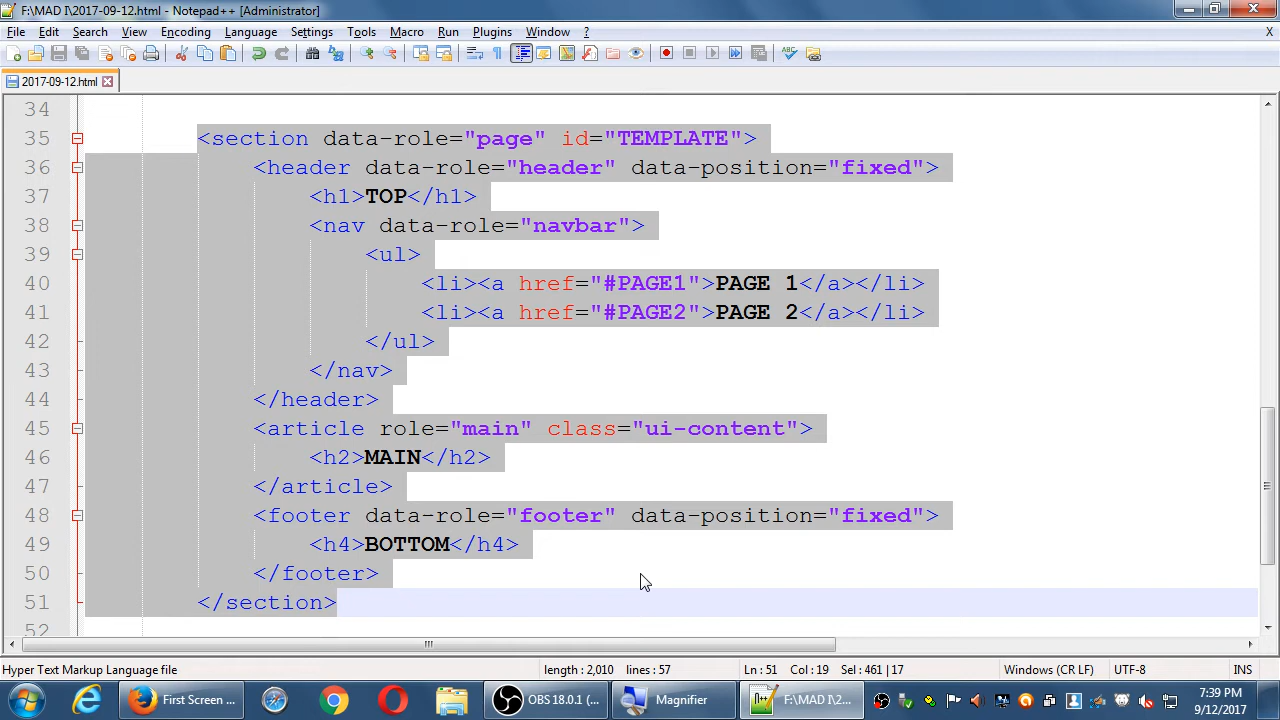 F:\MAD I\2017-09-12.html - Notepad++ [Administrator]
File Edit Search View Encoding Language Settings Tools Macro Run Plugins Window ? X
2017-09-12.html
34
35 <section data-role="page" id="TEMPLATE">
36 <header data-role="header" data-position="fixed">
37 <h1>TOP</h1>
38 <nav data-role="navbar">
39 <ul>
40 <li><a href="#PAGE1">PAGE 1</a></li>
41 <li><a href="#PAGE2">PAGE 2</a></li>
42 </ul>
43 </nav>
44 </header>
45 <article role="main" class="ui-content">
46 <h2>MAIN</h2>
47 </article>
48 <footer data-role="footer" data-position="fixed">
49 <h4>BOTTOM</h4>
50 </footer>
51 </section>
52
Hyper Text Markup Language file length : 2,010 lines : 57 Ln : 51 Col : 19 Sel : 461 | 17 Windows (CR LF) UTF-8 INS
First Screen ... OBS 18.0.1 (... Magnifier F:\MAD I\2... 7:39 PM
9/12/2017